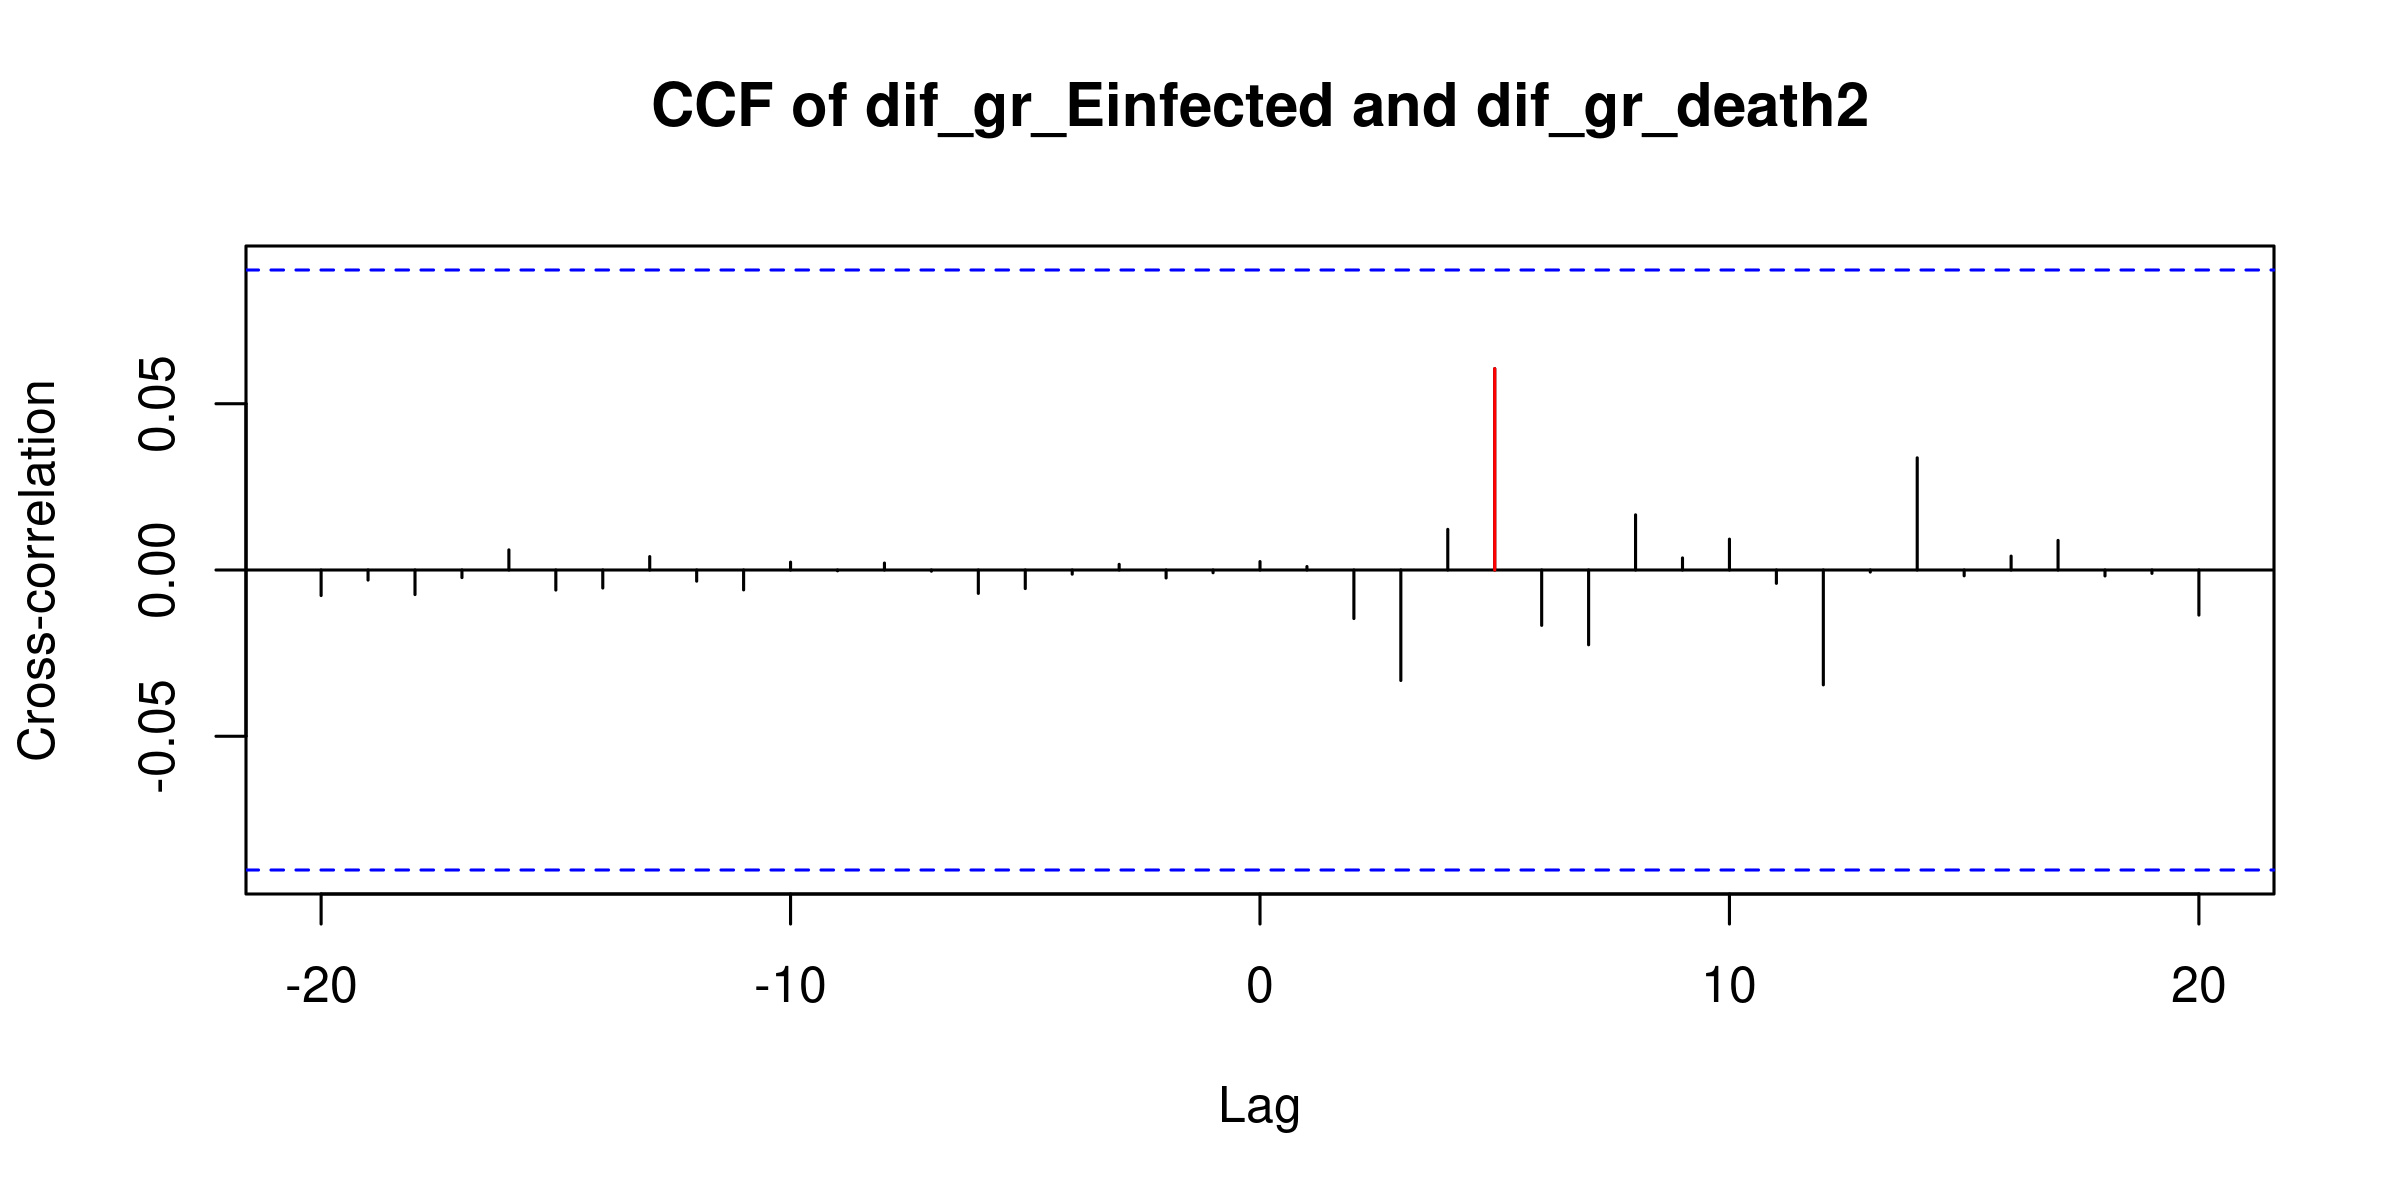 CCF of dif_gr_Einfected and dif_gr_death2
Cross-correlation
0.05
0.00
-0.05
-20 -10 0 10 20
Lag